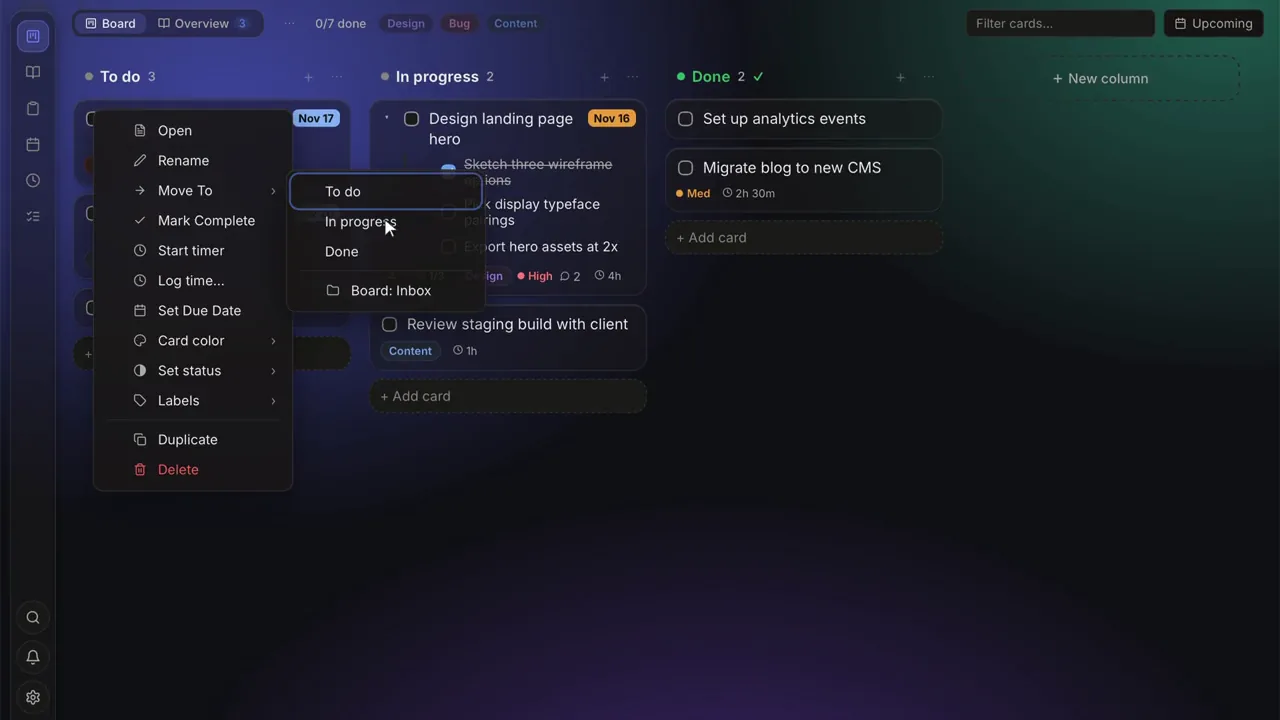 Board
Overview 3
0/7 done
Design
Bug
Content
Filter cards...
Upcoming
To do 3
Nov 17
Open
Rename
Move To
Mark Complete
Start timer
Log time...
Set Due Date
Card color
Set status
Labels
Duplicate
Delete
To do
In progress
Done
Board: Inbox
In progress 2
Design landing page
hero
Nov 16
Sketch three wireframe
display typeface
pairings
Export hero assets at 2x
High
2
4h
Review staging build with client
Content
1h
+ Add card
Done 2
Set up analytics events
Migrate blog to new CMS
Med
2h 30m
+ Add card
+ New column